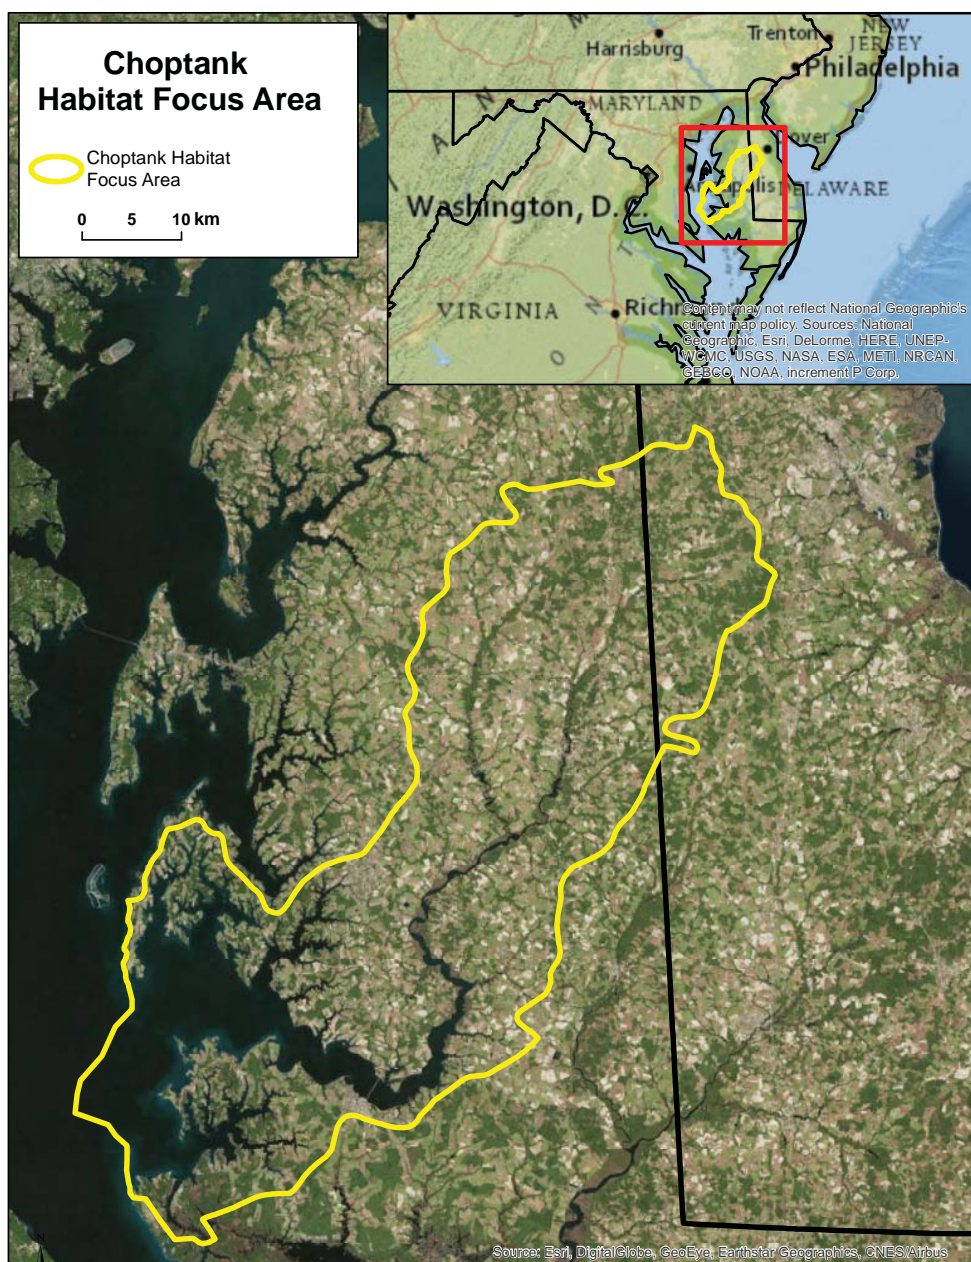 Choptank
Habitat Focus Area
Choptank Habitat
Focus Area
0 5 10 km
Harrisburg
Trenton
NEW
JERSEY
Philadelphia
MARYLAND
Annapolis
DELAWARE
Washington, D.C.
VIRGINIA
Richmond
Content may not reflect National Geographic's
current map policy. Sources: National
Geographic, Esri, DeLorme, HERE, UNEP-
WCMC, USGS, NASA, ESA, METI, NRCAN,
GEBCO, NOAA, increment P Corp.
N
Source: Esri, DigitalGlobe, GeoEye, Earthstar Geographics, CNES/Airbus